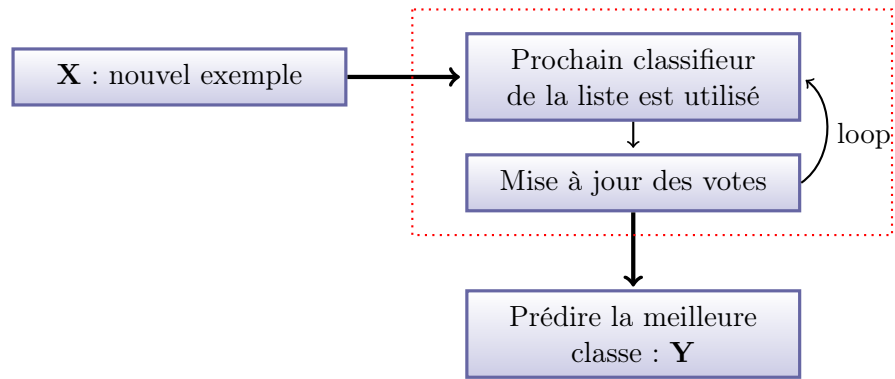 X : nouvel exemple
Prochain classifieur
de la liste est utilisé
loop
Mise à jour des votes
Prédire la meilleure
classe : Y